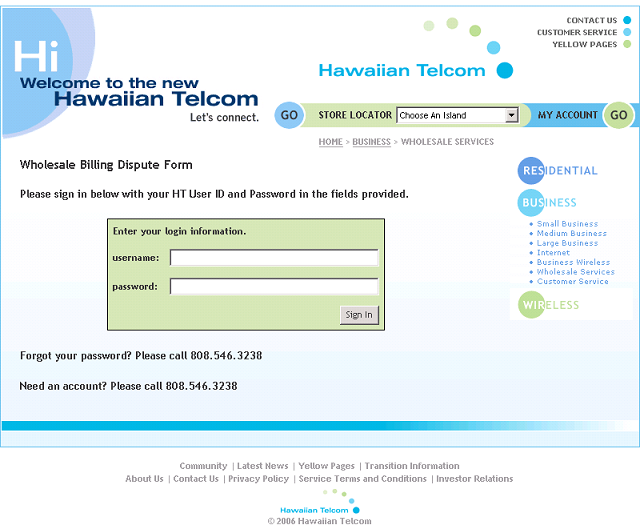 Hi
Welcome to the new
Hawaiian Telcom
Let's connect.
Hawaiian Telcom
CONTACT US
CUSTOMER SERVICE
YELLOW PAGES
GO STORE LOCATOR Choose An Island MY ACCOUNT GO
HOME > BUSINESS > WHOLESALE SERVICES
Wholesale Billing Dispute Form
Please sign in below with your HT User ID and Password in the fields provided.
Enter your login information.
username:
password:
Sign In
Forgot your password? Please call 808.546.3238
Need an account? Please call 808.546.3238
RESIDENTIAL
BUSINESS
Small Business
Medium Business
Large Business
Internet
Business Wireless
Wholesale Services
Customer Service
WIRELESS
Community | Latest News | Yellow Pages | Transition Information
About Us | Contact Us | Privacy Policy | Service Terms and Conditions | Investor Relations
Hawaiian Telcom
© 2006 Hawaiian Telcom